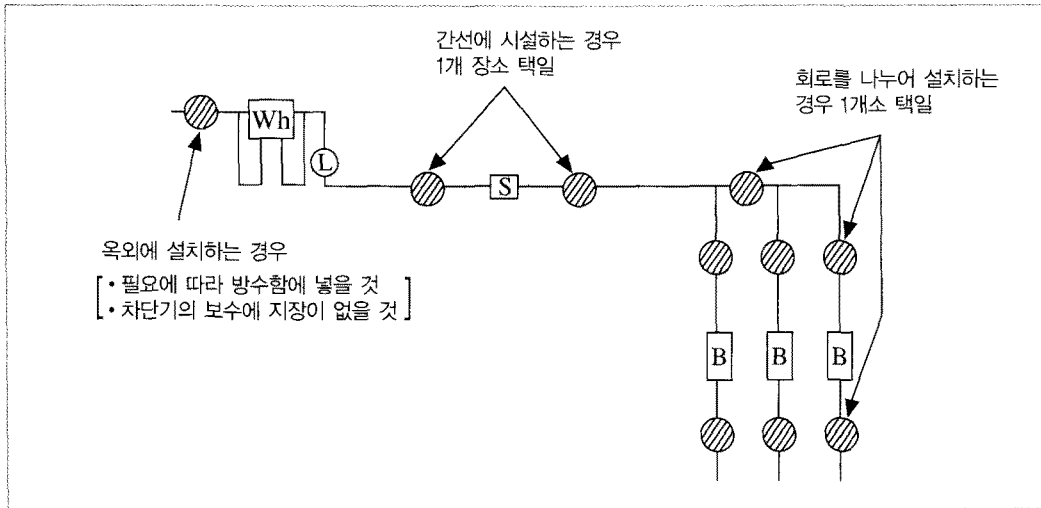 간선에 시설하는 경우
1개 장소 택일
회로를 나누어 설치하는
경우 1개소 택일
Wh
L
S
옥외에 설치하는 경우
• 필요에 따라 방수함에 넣을 것
• 차단기의 보수에 지장이 없을 것
B B B